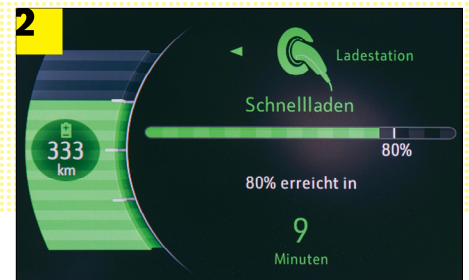 2
Ladestation
Schnellladen
80%
333
km
80% erreicht in
9
Minuten